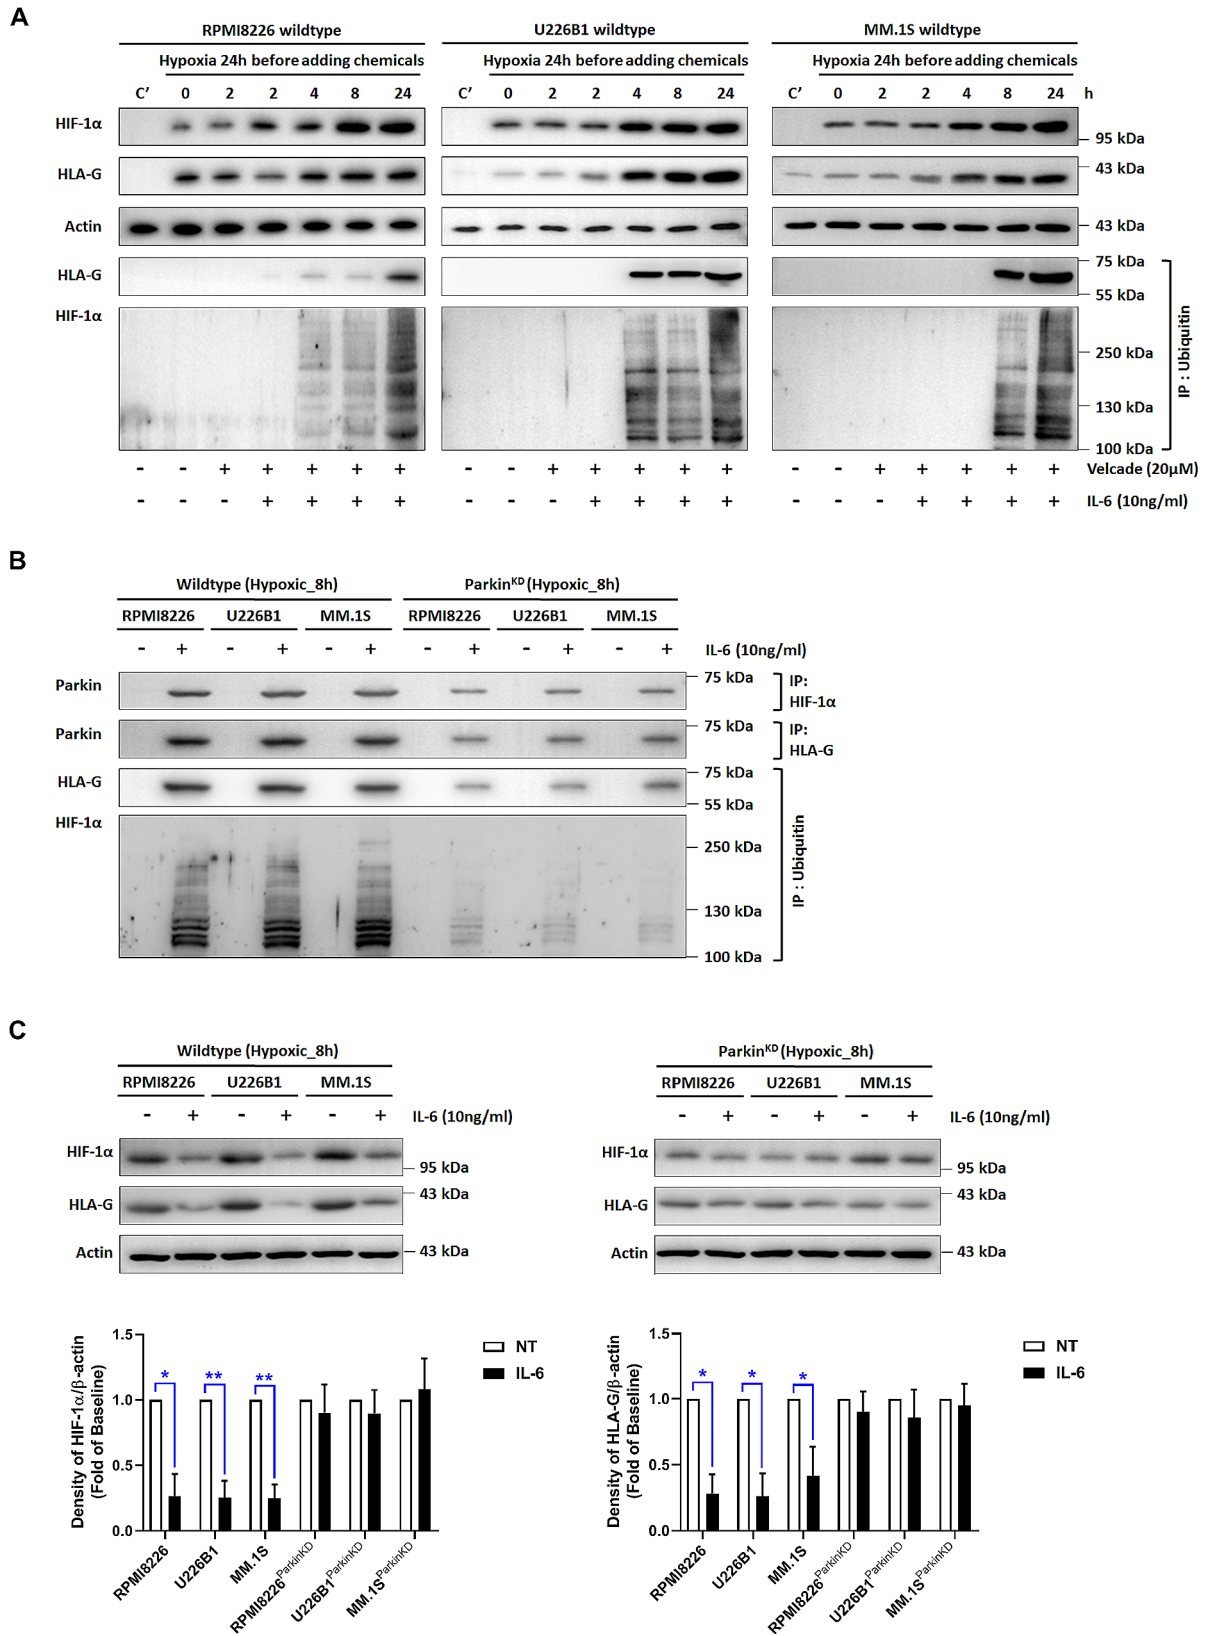 A
RPMI8226 wildtype U226B1 wildtype MM.1S wildtype
Hypoxia 24h before adding chemicals Hypoxia 24h before adding chemicals Hypoxia 24h before adding chemicals
C’ 0 2 2 4 8 24 C’ 0 2 2 4 8 24 C’ 0 2 2 4 8 24 h
HIF-1α 95 kDa
HLA-G 43 kDa
Actin 43 kDa
HLA-G 75 kDa
55 kDa
HIF-1α
250 kDa
130 kDa
100 kDa
IP : Ubiquitin
- - + + + + + - - + + + + + - - + + + + + Velcade (20μM)
- - - + + + + - - - + + + + - - - + + + + IL-6 (10ng/ml)
B
Wildtype (Hypoxic_8h) ParkinKD (Hypoxic_8h)
RPMI8226 U226B1 MM.1S RPMI8226 U226B1 MM.1S
- + - + - + - + - + - + IL-6 (10ng/ml)
Parkin 75 kDa IP: HIF-1α
Parkin 75 kDa IP: HLA-G
HLA-G 75 kDa
55 kDa
HIF-1α
250 kDa
130 kDa
100 kDa
IP : Ubiquitin
C
Wildtype (Hypoxic_8h) ParkinKD (Hypoxic_8h)
RPMI8226 U226B1 MM.1S RPMI8226 U226B1 MM.1S
- + - + - + IL-6 (10ng/ml) - + - + - + IL-6 (10ng/ml)
HIF-1α 95 kDa HIF-1α 95 kDa
HLA-G 43 kDa HLA-G 43 kDa
Actin 43 kDa Actin 43 kDa
Density of HIF-1α/β-actin
(Fold of Baseline)
1.5
1.0
0.5
0.0
* ** **
NT
IL-6
RPMI8226 U226B1 MM.1S RPMI8226ParkinKD U226B1ParkinKD MM.1SParkinKD
Density of HLA-G/β-actin
(Fold of Baseline)
1.5
1.0
0.5
0.0
* * *
NT
IL-6
RPMI8226 U226B1 MM.1S RPMI8226ParkinKD U226B1ParkinKD MM.1SParkinKD